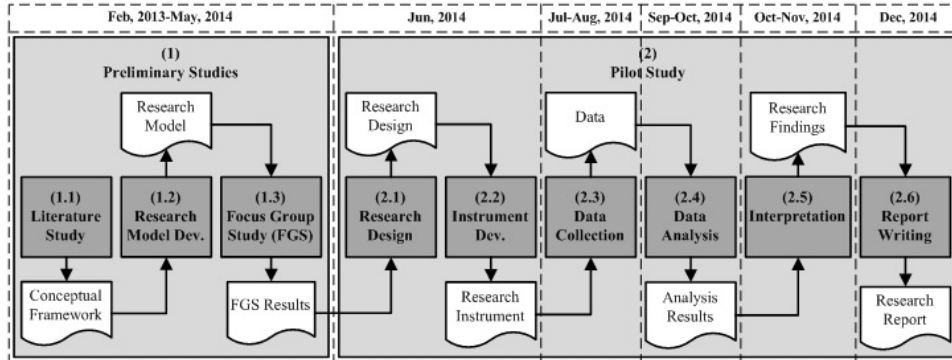 Feb, 2013-May, 2014
Jun, 2014
Jul-Aug, 2014
Sep-Oct, 2014
Oct-Nov, 2014
Dec, 2014
(1)
Preliminary Studies
(2)
Pilot Study
Research
Model
Research
Design
Data
Research
Findings
(1.1)
Literature
Study
(1.2)
Research
Model Dev.
(1.3)
Focus Group
Study (FGS)
(2.1)
Research
Design
(2.2)
Instrument
Dev.
(2.3)
Data
Collection
(2.4)
Data
Analysis
(2.5)
Interpretation
(2.6)
Report
Writing
Conceptual
Framework
FGS Results
Research
Instrument
Analysis
Results
Research
Report